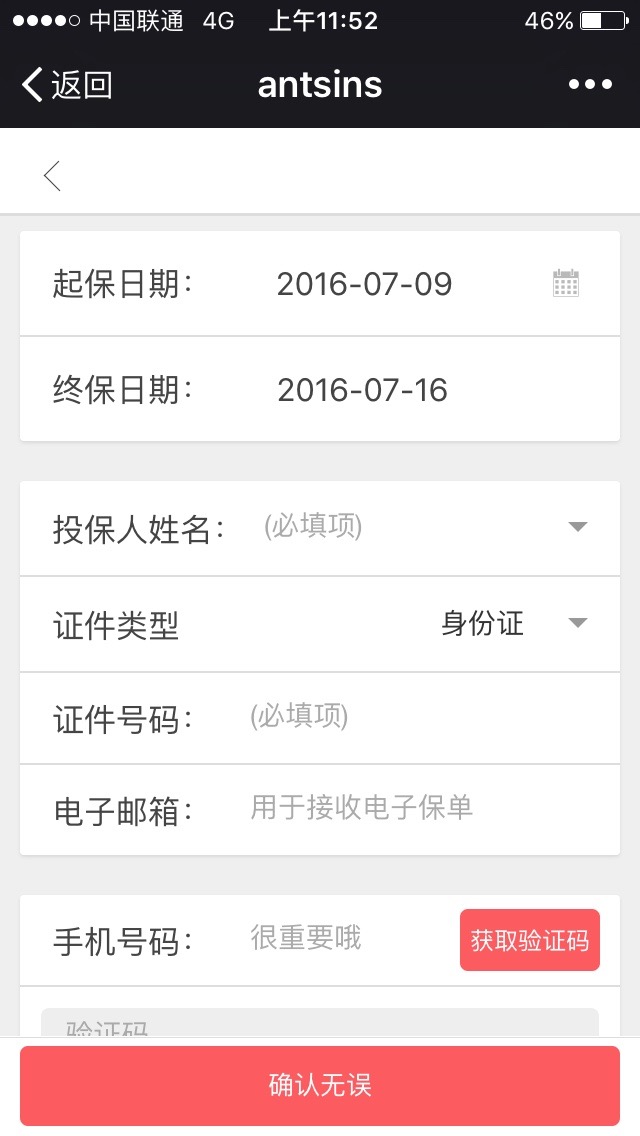 中国联通 4G 上午11:52 46%
返回 antsins
起保日期： 2016-07-09
终保日期： 2016-07-16
投保人姓名： (必填项)
证件类型 身份证
证件号码： (必填项)
电子邮箱： 用于接收电子保单
手机号码： 很重要哦 获取验证码
验证码
确认无误